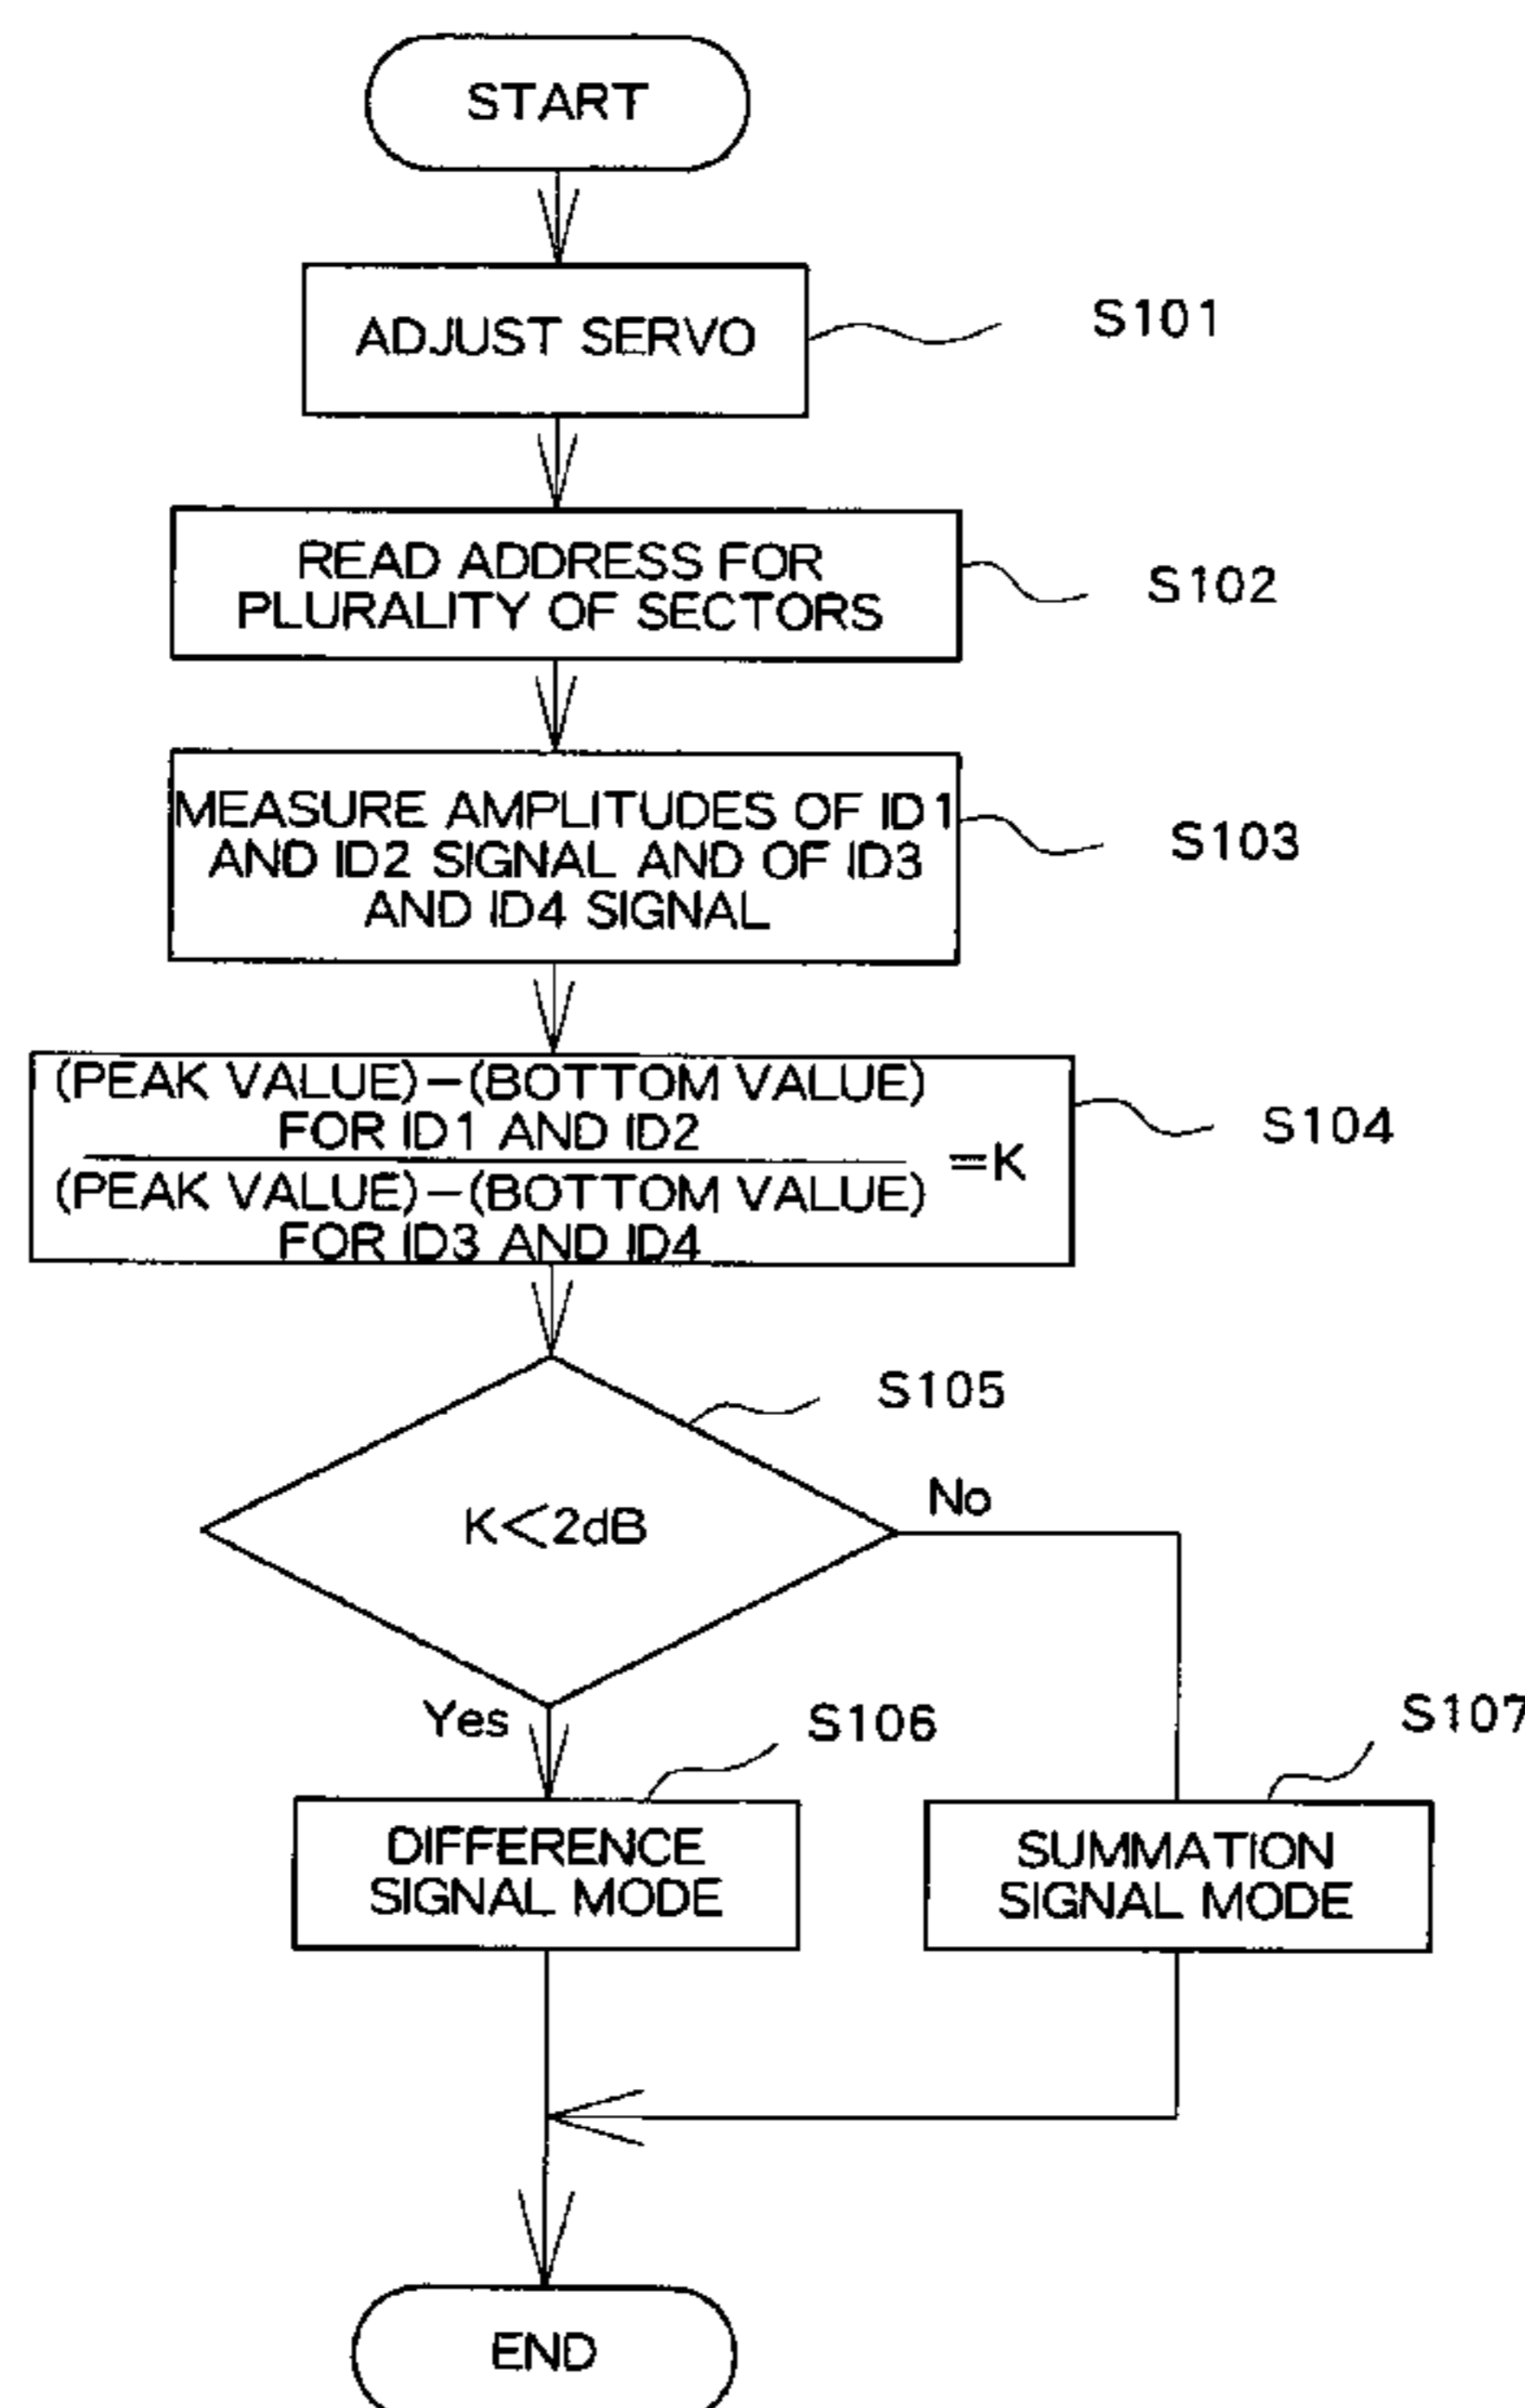 START
ADJUST SERVO
S101
READ ADDRESS FOR
PLURALITY OF SECTORS
S102
MEASURE AMPLITUDES OF ID1
AND ID2 SIGNAL AND OF ID3
AND ID4 SIGNAL
S103
(PEAK VALUE)-(BOTTOM VALUE)
FOR ID1 AND ID2
(PEAK VALUE)-(BOTTOM VALUE)
FOR ID3 AND ID4
=K
S104
S105
K<2dB
No
Yes
S106
S107
DIFFERENCE
SIGNAL MODE
SUMMATION
SIGNAL MODE
END